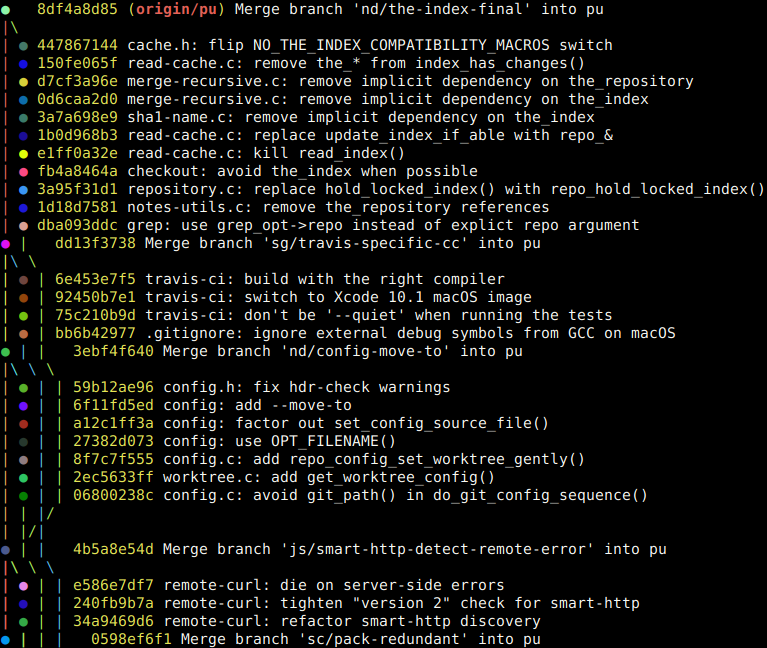 8df4a8d85 (origin/pu) Merge branch 'nd/the-index-final' into pu
447867144 cache.h: flip NO_THE_INDEX_COMPATIBILITY_MACROS switch
150fe065f read-cache.c: remove the_* from index_has_changes()
d7cf3a96e merge-recursive.c: remove implicit dependency on the_repository
0d6caa2d0 merge-recursive.c: remove implicit dependency on the_index
3a7a698e9 sha1-name.c: remove implicit dependency on the_index
1b0d968b3 read-cache.c: replace update_index_if_able with repo_&
e1ff0a32e read-cache.c: kill read_index()
fb4a8464a checkout: avoid the_index when possible
3a95f31d1 repository.c: replace hold_locked_index() with repo_hold_locked_index()
1d18d7581 notes-utils.c: remove the_repository references
dba093ddc grep: use grep_opt->repo instead of explict repo argument
dd13f3738 Merge branch 'sg/travis-specific-cc' into pu
6e453e7f5 travis-ci: build with the right compiler
92450b7e1 travis-ci: switch to Xcode 10.1 macOS image
75c210b9d travis-ci: don't be '--quiet' when running the tests
bb6b42977 .gitignore: ignore external debug symbols from GCC on macOS
3ebf4f640 Merge branch 'nd/config-move-to' into pu
59b12ae96 config.h: fix hdr-check warnings
6f11fd5ed config: add --move-to
a12c1ff3a config: factor out set_config_source_file()
27382d073 config: use OPT_FILENAME()
8f7c7f555 config.c: add repo_config_set_worktree_gently()
2ec5633ff worktree.c: add get_worktree_config()
06800238c config.c: avoid git_path() in do_git_config_sequence()
4b5a8e54d Merge branch 'js/smart-http-detect-remote-error' into pu
e586e7df7 remote-curl: die on server-side errors
240fb9b7a remote-curl: tighten "version 2" check for smart-http
34a9469d6 remote-curl: refactor smart-http discovery
0598ef6f1 Merge branch 'sc/pack-redundant' into pu